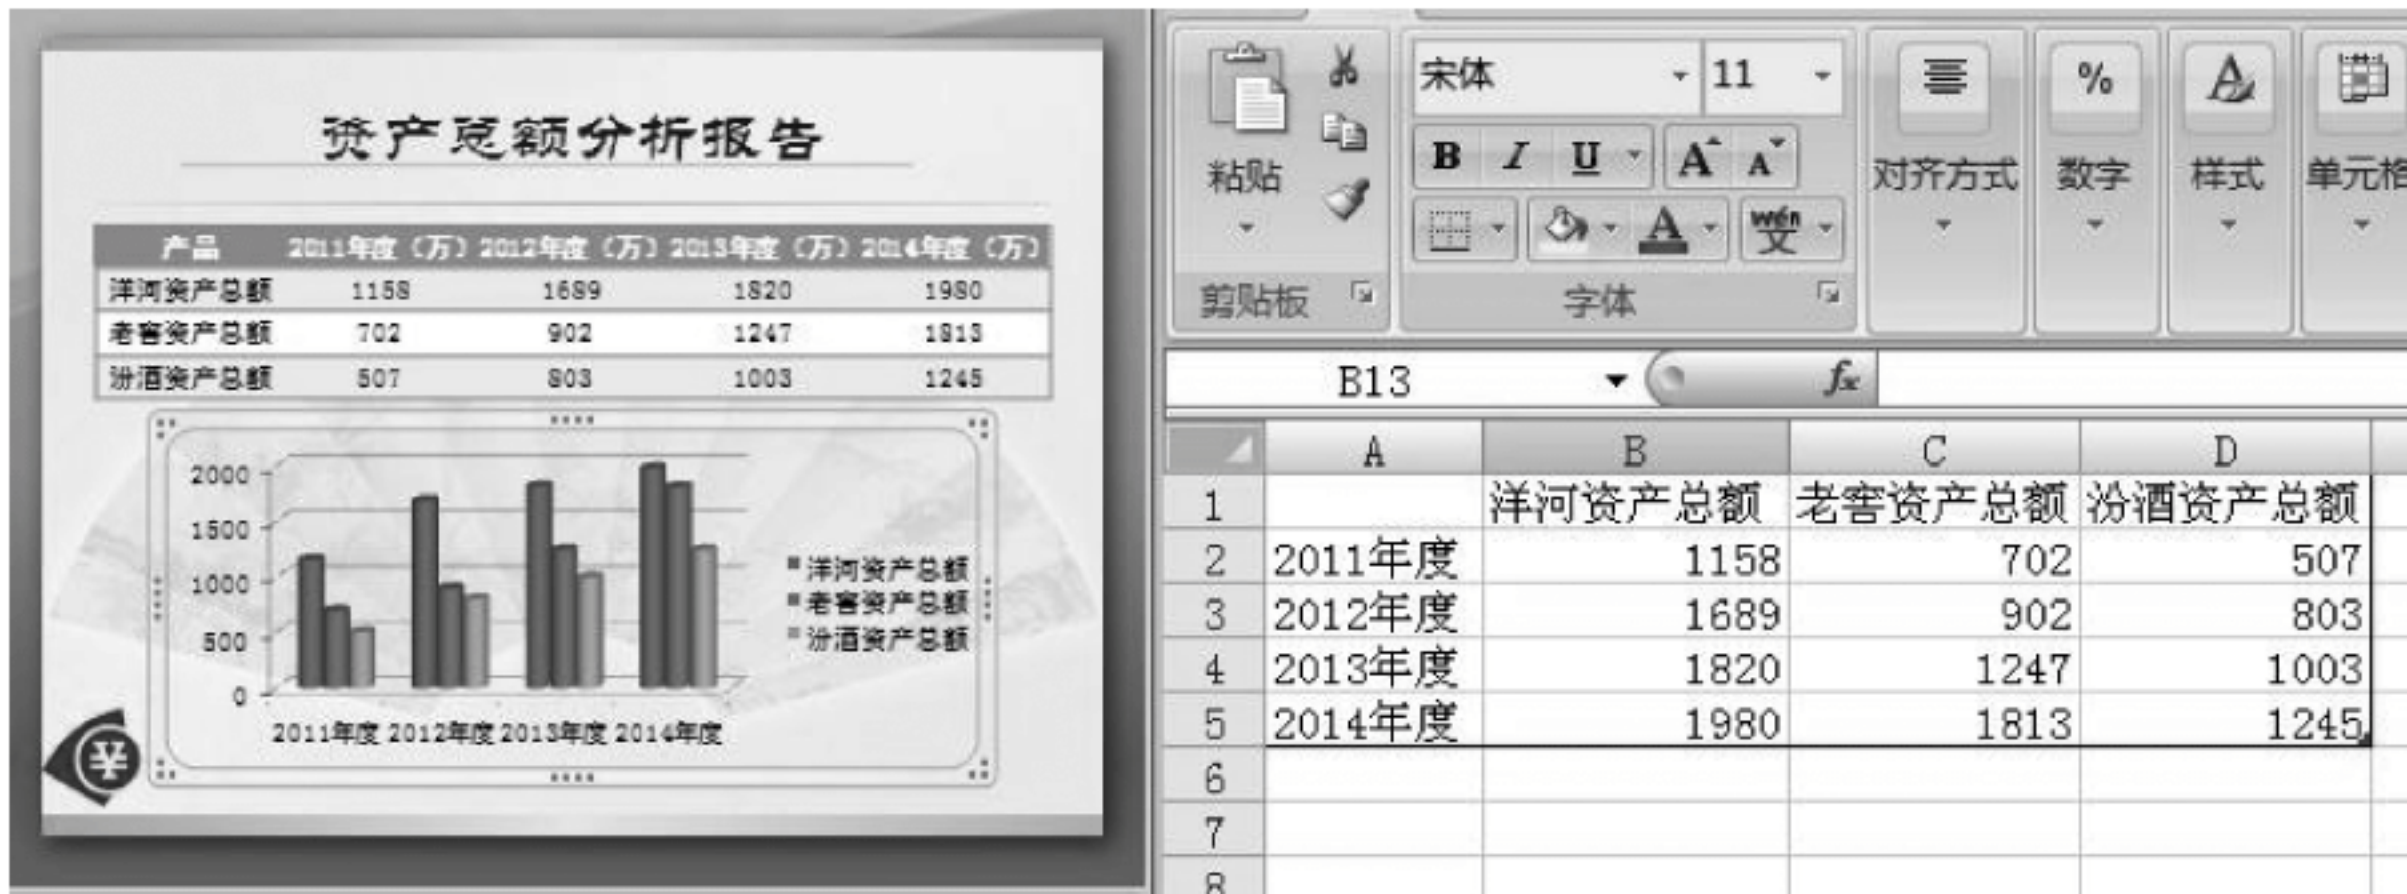 资产总额分析报告
产品 2011年度（万） 2012年度（万） 2013年度（万） 2014年度（万）
洋河资产总额 1158 1689 1820 1980
老窖资产总额 702 902 1247 1813
汾酒资产总额 507 803 1003 1245
2000
1500
1000
500
0
2011年度 2012年度 2013年度 2014年度
洋河资产总额
老窖资产总额
汾酒资产总额
宋体 11
B I U A A
粘贴
A wén 文
剪贴板 字体
对齐方式 % 数字 A 样式 单元格
B13 fx
A B C D
1 洋河资产总额 老窖资产总额 汾酒资产总额
2 2011年度 1158 702 507
3 2012年度 1689 902 803
4 2013年度 1820 1247 1003
5 2014年度 1980 1813 1245
6
7
8